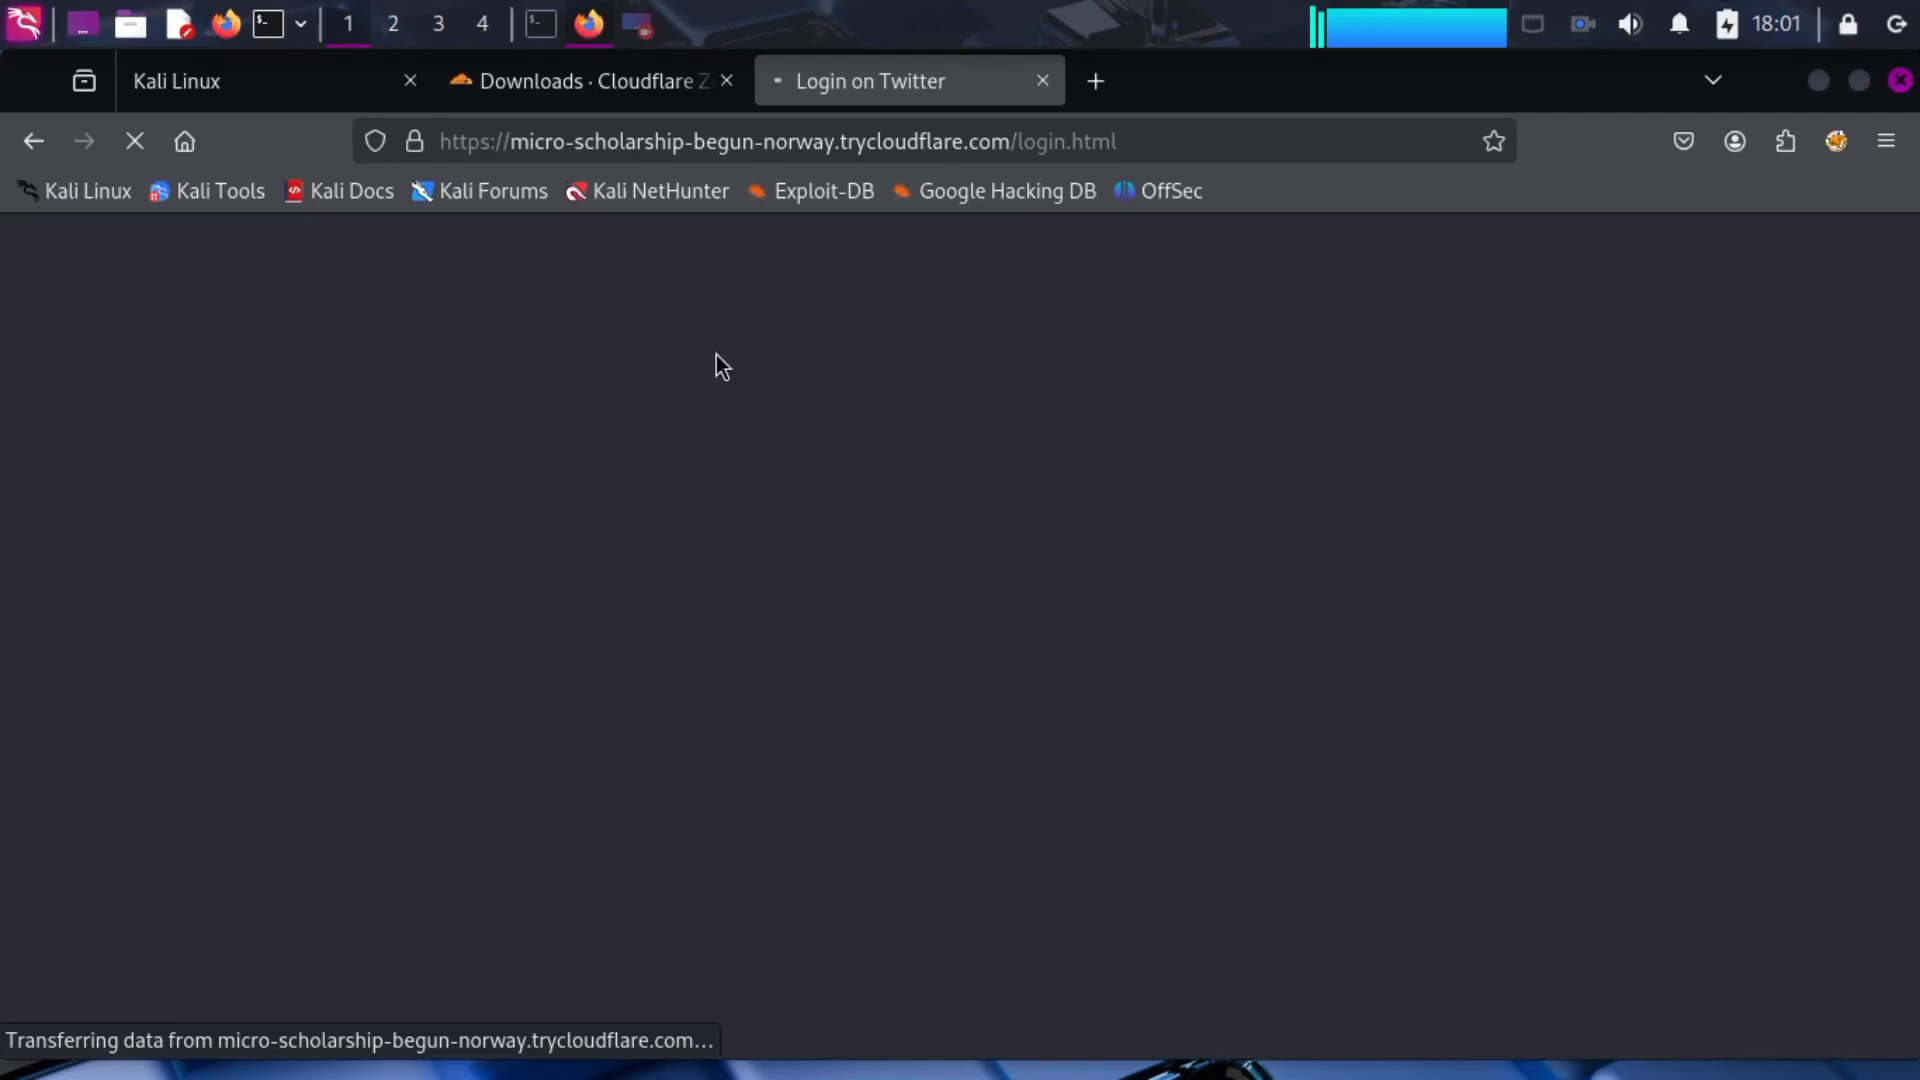 1 2 3 4 18:01
Kali Linux Downloads · Cloudflare Z Login on Twitter
https://micro-scholarship-begun-norway.trycloudflare.com/login.html
Kali Linux Kali Tools Kali Docs Kali Forums Kali NetHunter Exploit-DB Google Hacking DB OffSec
Transferring data from micro-scholarship-begun-norway.trycloudflare.com...